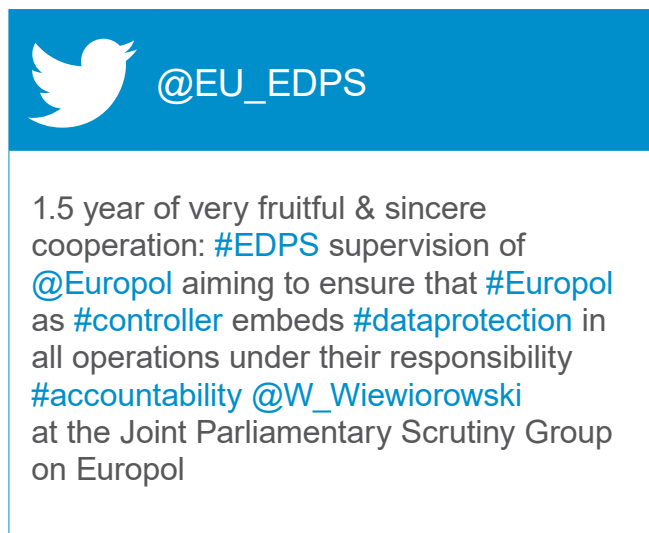 @EU_EDPS
1.5 year of very fruitful & sincere
cooperation: #EDPS supervision of
@Europol aiming to ensure that #Europol
as #controller embeds #dataprotection in
all operations under their responsibility
#accountability @W_Wiewiorowski
at the Joint Parliamentary Scrutiny Group
on Europol